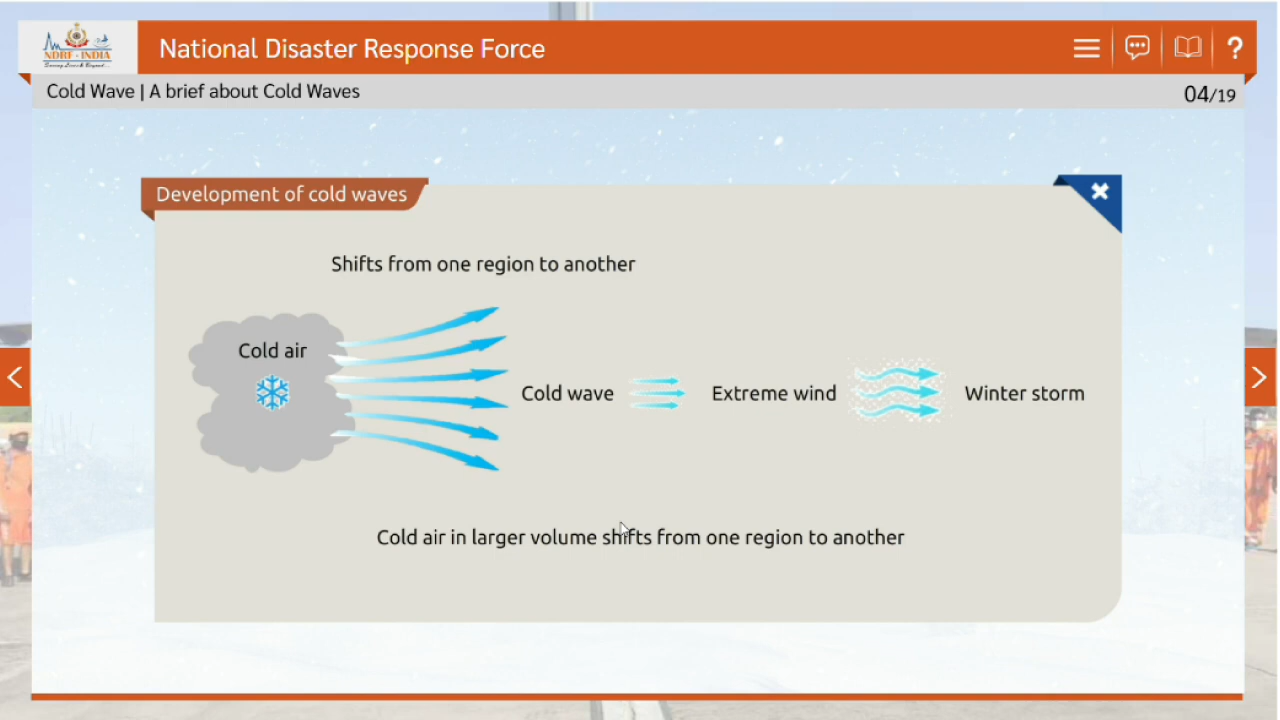 NDRF - INDIA
National Disaster Response Force
?
Cold Wave | A brief about Cold Waves
04/19
Development of cold waves
Shifts from one region to another
Cold air
Cold wave
Extreme wind
Winter storm
Cold air in larger volume shifts from one region to another